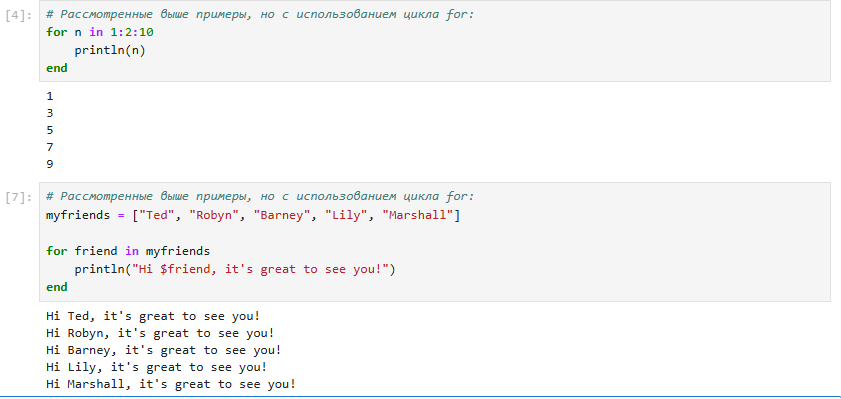 [4]: # Рассмотренные выше примеры, но с использованием цикла for:
for n in 1:2:10
    println(n)
end
1
3
5
7
9
[7]: # Рассмотренные выше примеры, но с использованием цикла for:
myfriends = ["Ted", "Robyn", "Barney", "Lily", "Marshall"]
for friend in myfriends
    println("Hi $friend, it's great to see you!")
end
Hi Ted, it's great to see you!
Hi Robyn, it's great to see you!
Hi Barney, it's great to see you!
Hi Lily, it's great to see you!
Hi Marshall, it's great to see you!